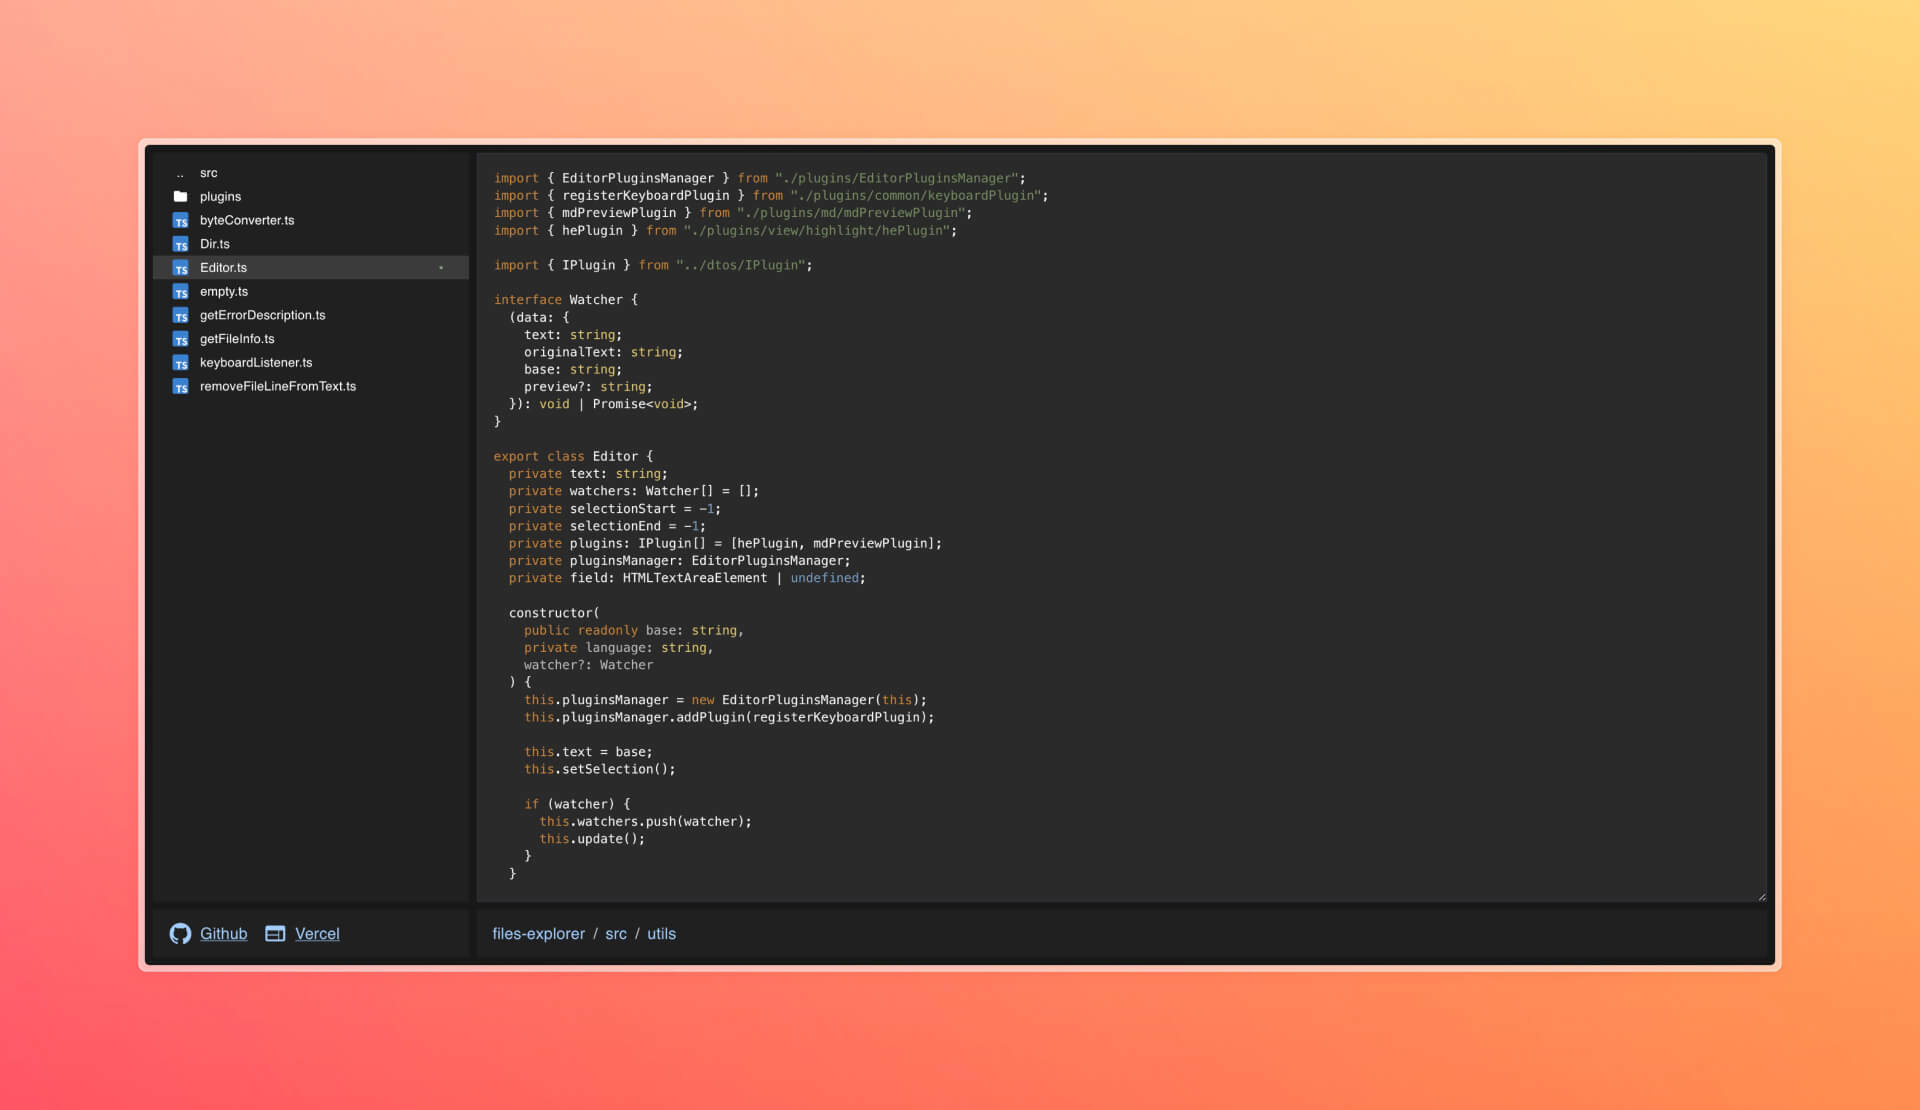 .. src
plugins
TS byteConverter.ts
TS Dir.ts
TS Editor.ts
TS empty.ts
TS getErrorDescription.ts
TS getFileInfo.ts
TS keyboardListener.ts
TS removeFileLineFromText.ts
import { EditorPluginsManager } from "./plugins/EditorPluginsManager";
import { registerKeyboardPlugin } from "./plugins/common/keyboardPlugin";
import { mdPreviewPlugin } from "./plugins/md/mdPreviewPlugin";
import { hePlugin } from "./plugins/view/highlight/hePlugin";

import { IPlugin } from "../dtos/IPlugin";

interface Watcher {
  (data: {
    text: string;
    originalText: string;
    base: string;
    preview?: string;
  }): void | Promise<void>;
}

export class Editor {
  private text: string;
  private watchers: Watcher[] = [];
  private selectionStart = -1;
  private selectionEnd = -1;
  private plugins: IPlugin[] = [hePlugin, mdPreviewPlugin];
  private pluginsManager: EditorPluginsManager;
  private field: HTMLTextAreaElement | undefined;

  constructor(
    public readonly base: string,
    private language: string,
    watcher?: Watcher
  ) {
    this.pluginsManager = new EditorPluginsManager(this);
    this.pluginsManager.addPlugin(registerKeyboardPlugin);

    this.text = base;
    this.setSelection();

    if (watcher) {
      this.watchers.push(watcher);
      this.update();
    }
  }
Github Vercel
files-explorer / src / utils